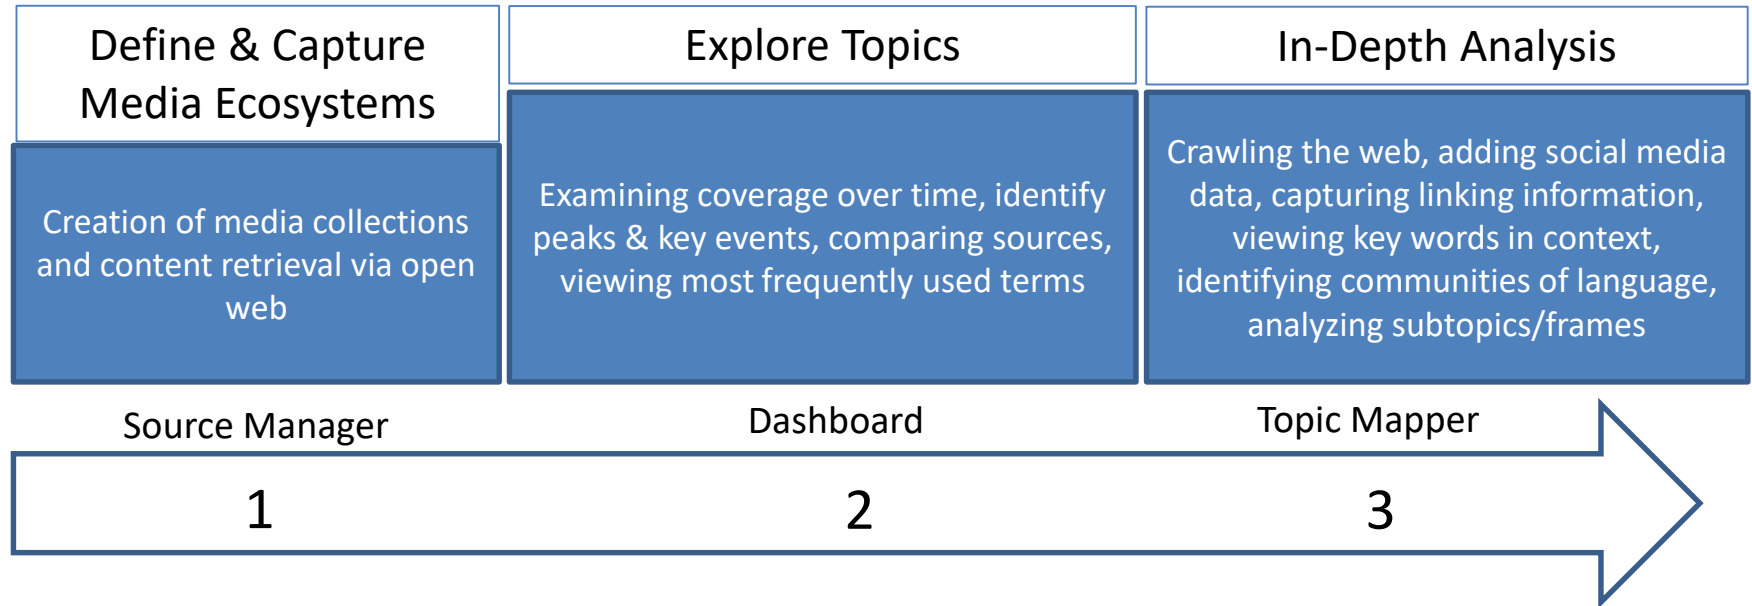 Define & Capture
Media Ecosystems
Creation of media collections
and content retrieval via open
web
Explore Topics
Examining coverage over time, identify
peaks & key events, comparing sources,
viewing most frequently used terms
In-Depth Analysis
Crawling the web, adding social media
data, capturing linking information,
viewing key words in context,
identifying communities of language,
analyzing subtopics/frames
Source Manager
Dashboard
Topic Mapper
1
2
3